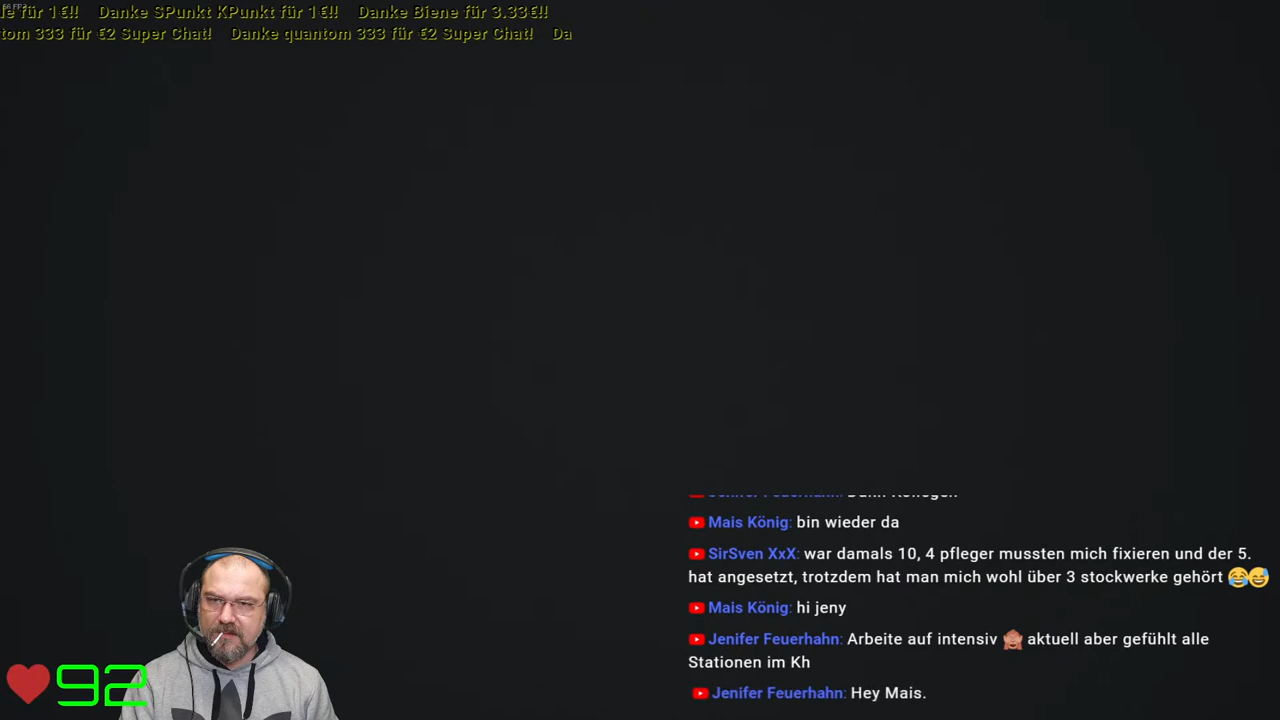 de für 1€!! Danke SPunkt KPunkt für 1€!! Danke Biene für 3.33€!!
tom 333 für €2 Super Chat! Danke quantom 333 für €2 Super Chat! Da
Mais König: bin wieder da
SirSven XxX: war damals 10, 4 pfleger mussten mich fixieren und der 5.
hat angesetzt, trotzdem hat man mich wohl über 3 stockwerke gehört 😂😅
Mais König: hi jeny
Jenifer Feuerhahn: Arbeite auf intensiv 🙈 aktuell aber gefühlt alle
Stationen im Kh
Jenifer Feuerhahn: Hey Mais.
92